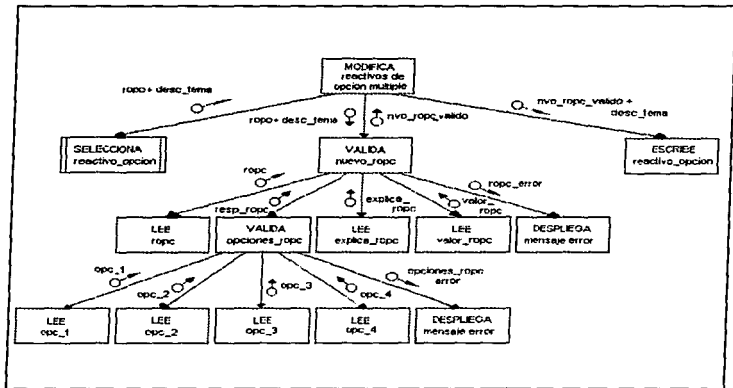 MODIFICA
reactivos de
opcion multiple
ropc+ desc_tema
ropc+ desc_tema
nvo_ropc_valido
nvo_ropc_valido +
desc_tema
SELECCIONA
reactivo_opcion
VALIDA
nuevo_ropc
ESCRIBE
reactivo_opcion
ropc
resp_ropc
explica_
ropc
valor_
ropc
ropc_error
LEE
ropc
VALIDA
opciones_ropc
LEE
explica_ropc
LEE
valor_ropc
DESPLIEGA
mensaje error
opc_1
opc_2
opc_3
opc_4
opciones_ropc
error
LEE
opc_1
LEE
opc_2
LEE
opc_3
LEE
opc_4
DESPLIEGA
mensaje error